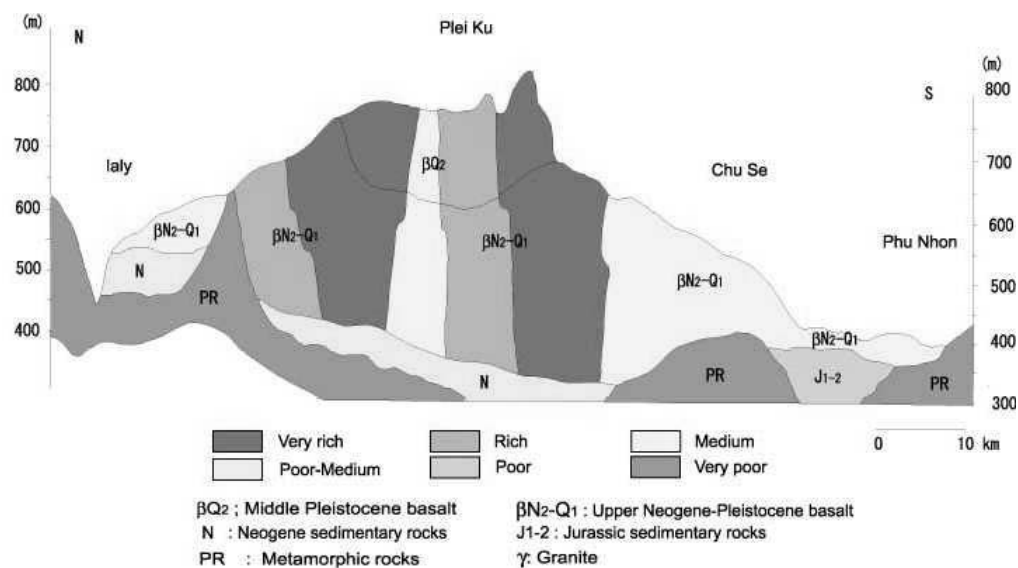 (m)
N
Plei Ku
(m)
800
800
S
700
700
Ialy
βQ2
Chu Se
600
600
βN2-Q1
βN2-Q1
βN2-Q1
Phu Nhon
500
500
N
βN2-Q1
PR
400
400
βN2-Q1
N
PR
J1-2
PR
300
Very rich
Rich
Medium
0 10 km
Poor-Medium
Poor
Very poor
βQ2 ; Middle Pleistocene basalt
βN2-Q1 : Upper Neogene-Pleistocene basalt
N : Neogene sedimentary rocks
J1-2 : Jurassic sedimentary rocks
PR : Metamorphic rocks
γ: Granite